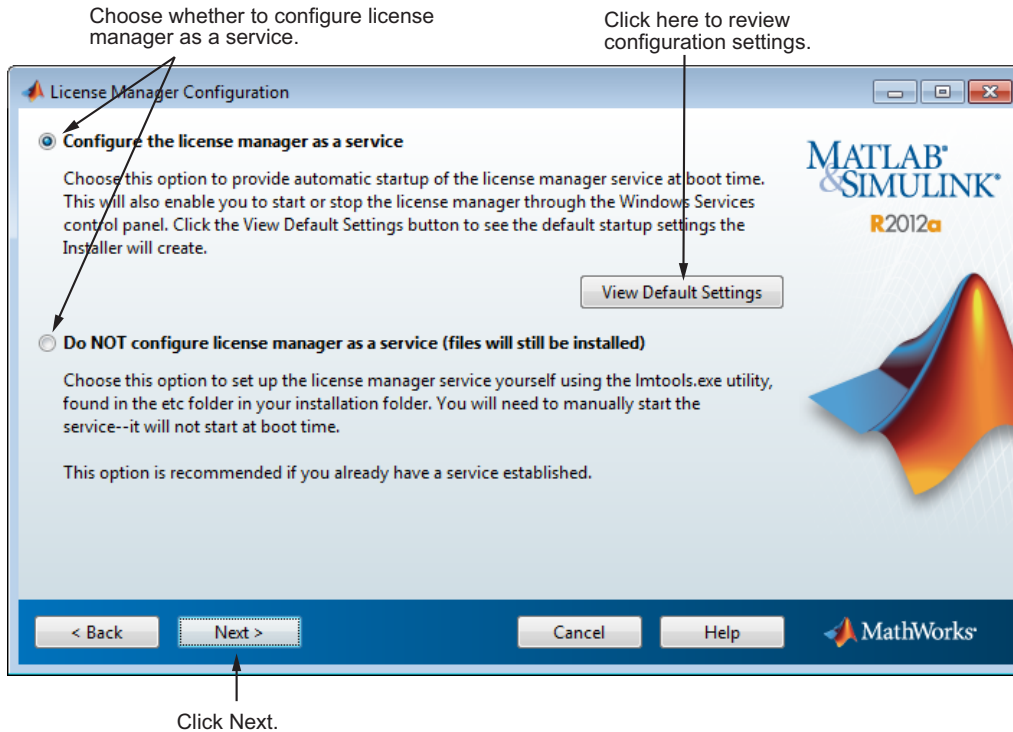 Choose whether to configure license
manager as a service.
Click here to review
configuration settings.
License Manager Configuration
Configure the license manager as a service
Choose this option to provide automatic startup of the license manager service at boot time.
This will also enable you to start or stop the license manager through the Windows Services
control panel. Click the View Default Settings button to see the default startup settings the
Installer will create.
View Default Settings
Do NOT configure license manager as a service (files will still be installed)
Choose this option to set up the license manager service yourself using the lmtools.exe utility,
found in the etc folder in your installation folder. You will need to manually start the
service--it will not start at boot time.
This option is recommended if you already have a service established.
MATLAB®
&SIMULINK®
R2012a
< Back
Next >
Cancel
Help
MathWorks®
Click Next.